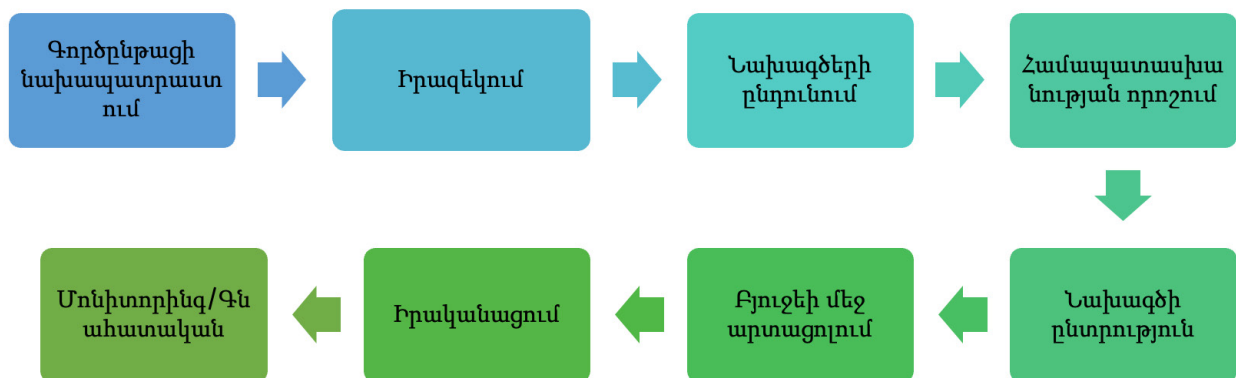 Գործընթացի
նախապատրաստ
ում
Իրազեկում
Նախագծերի
ընդունում
Համապատասխա
նության որոշում
Նախագծի
ընտրություն
Բյուջեի մեջ
արտացոլում
Իրականացում
Մոնիտորինգ/Գն
ահատական